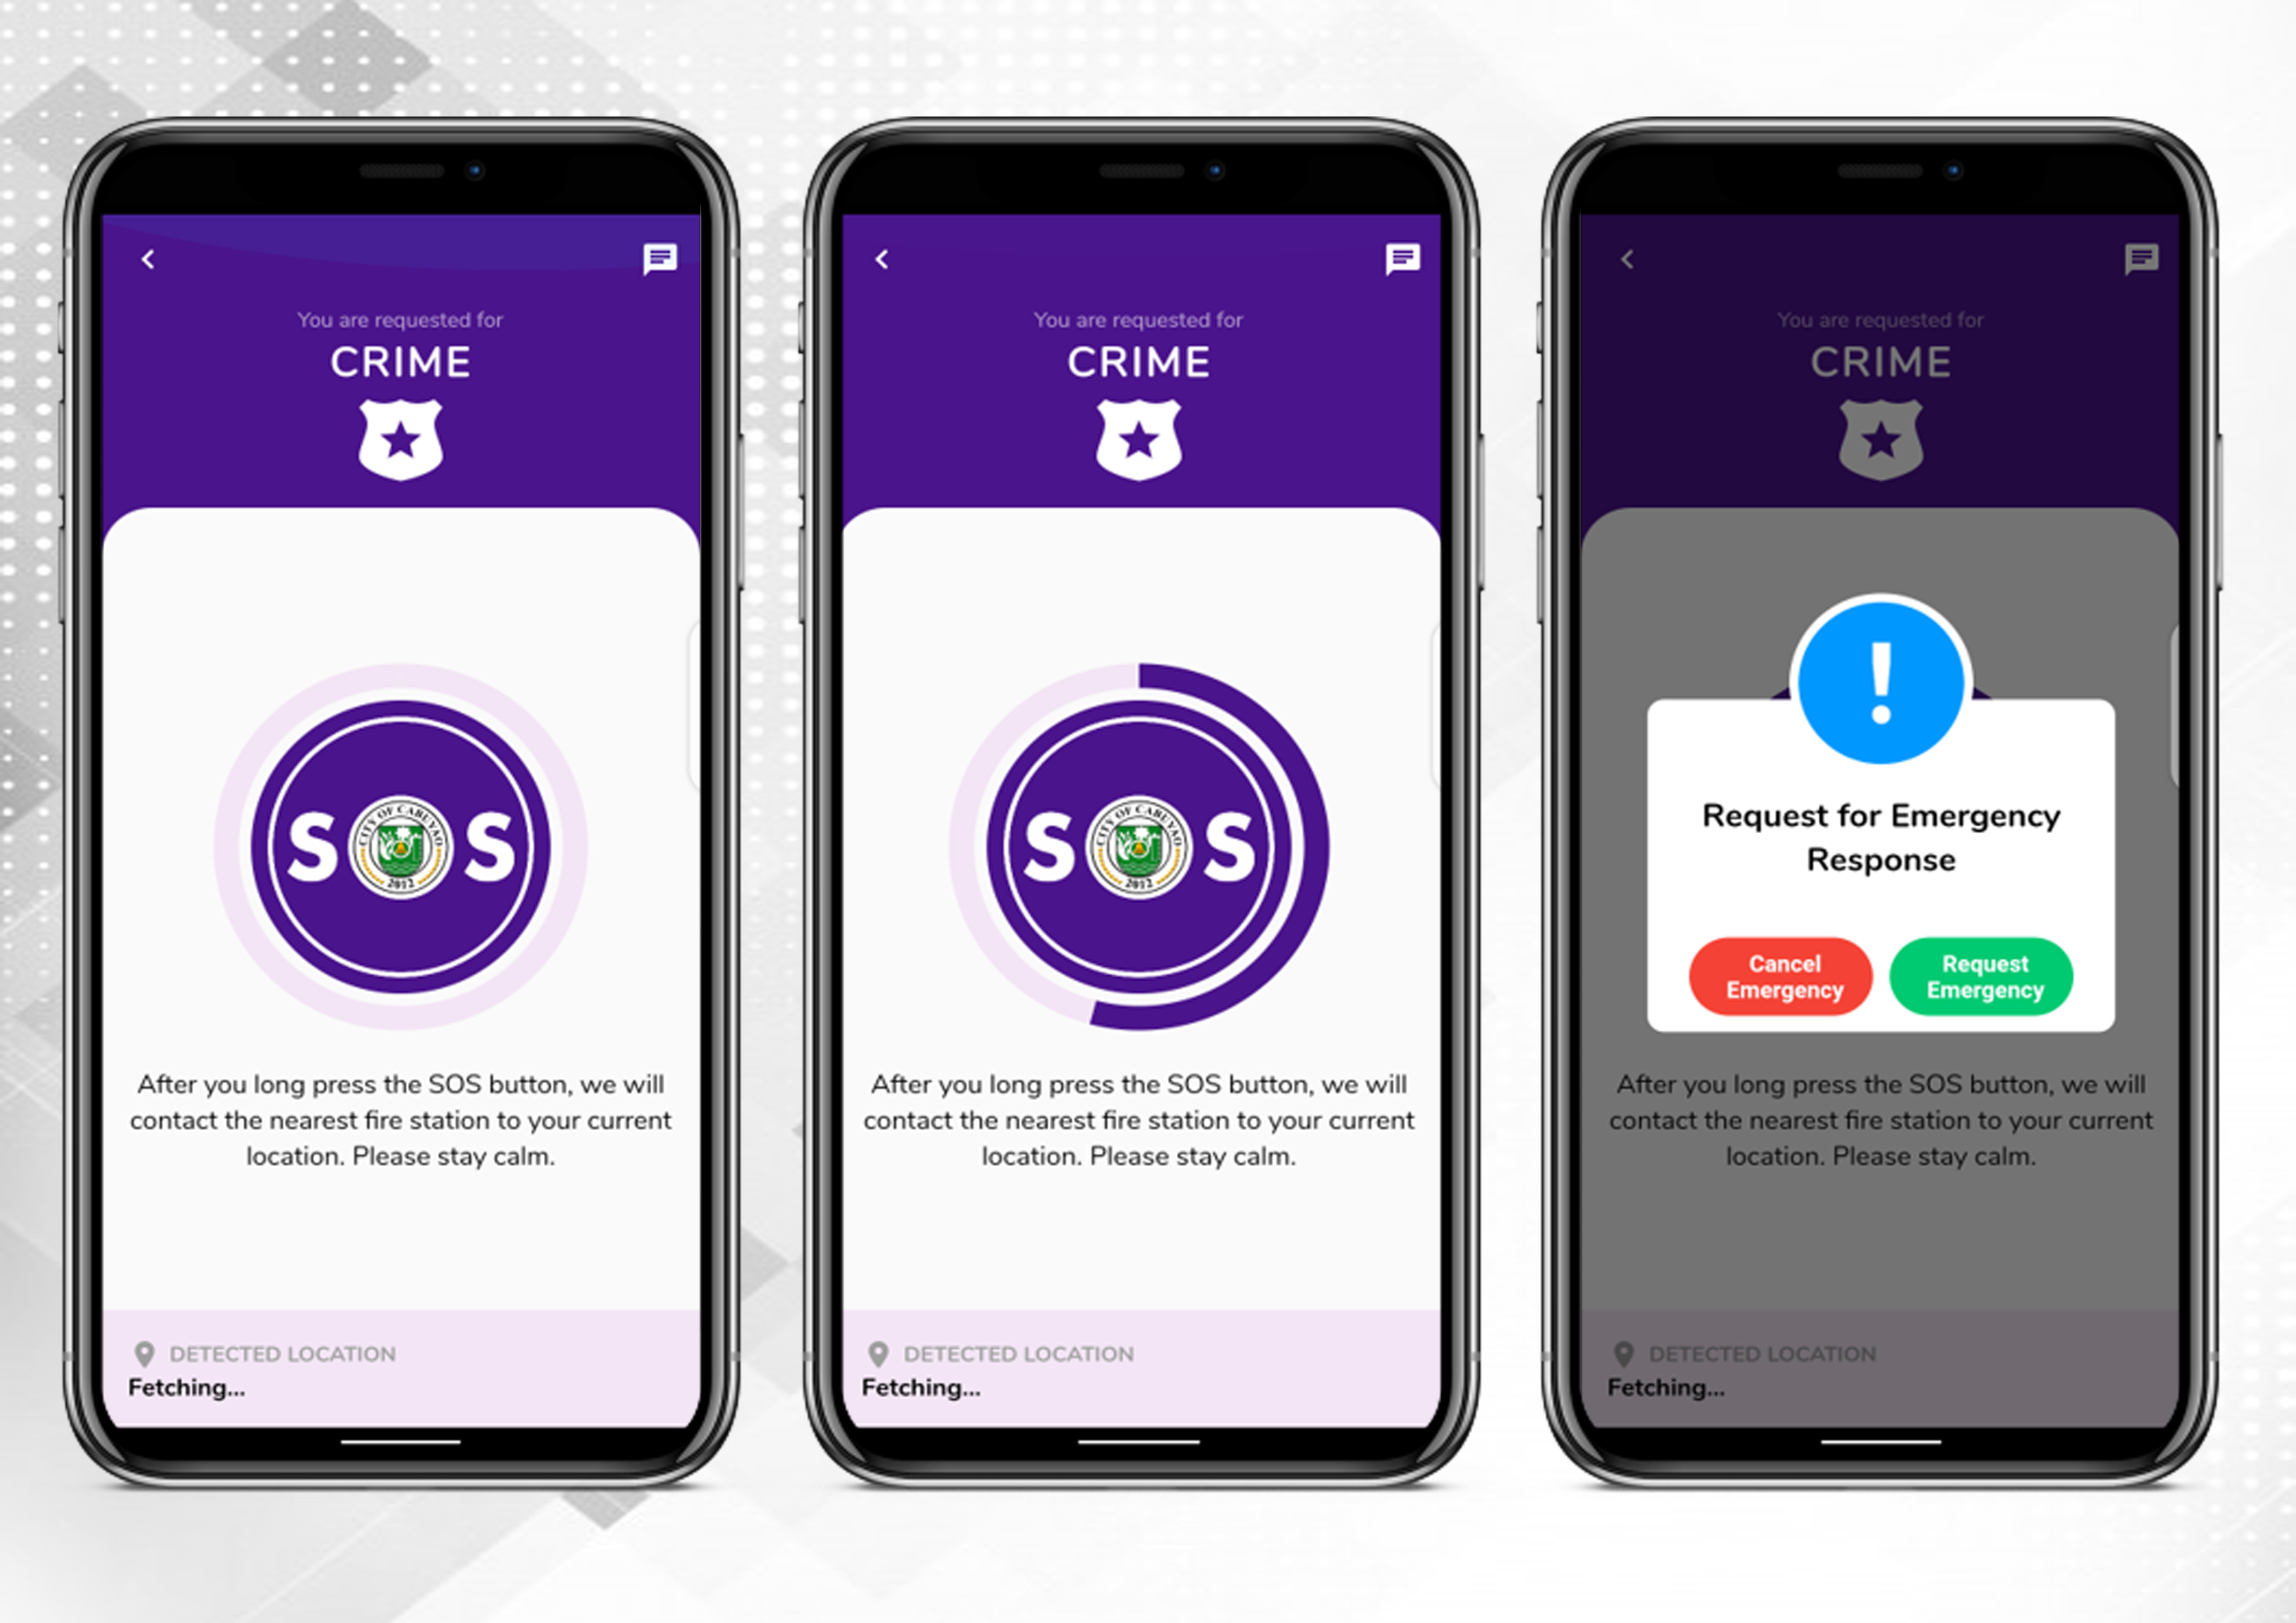 You are requested for
CRIME
S CITY OF CABUYAO S
2012
After you long press the SOS button, we will
contact the nearest fire station to your current
location. Please stay calm.
DETECTED LOCATION
Fetching...
You are requested for
CRIME
S CITY OF CABUYAO S
2012
After you long press the SOS button, we will
contact the nearest fire station to your current
location. Please stay calm.
DETECTED LOCATION
Fetching...
You are requested for
CRIME
!
Request for Emergency
Response
Cancel
Emergency
Request
Emergency
After you long press the SOS button, we will
contact the nearest fire station to your current
location. Please stay calm.
DETECTED LOCATION
Fetching...